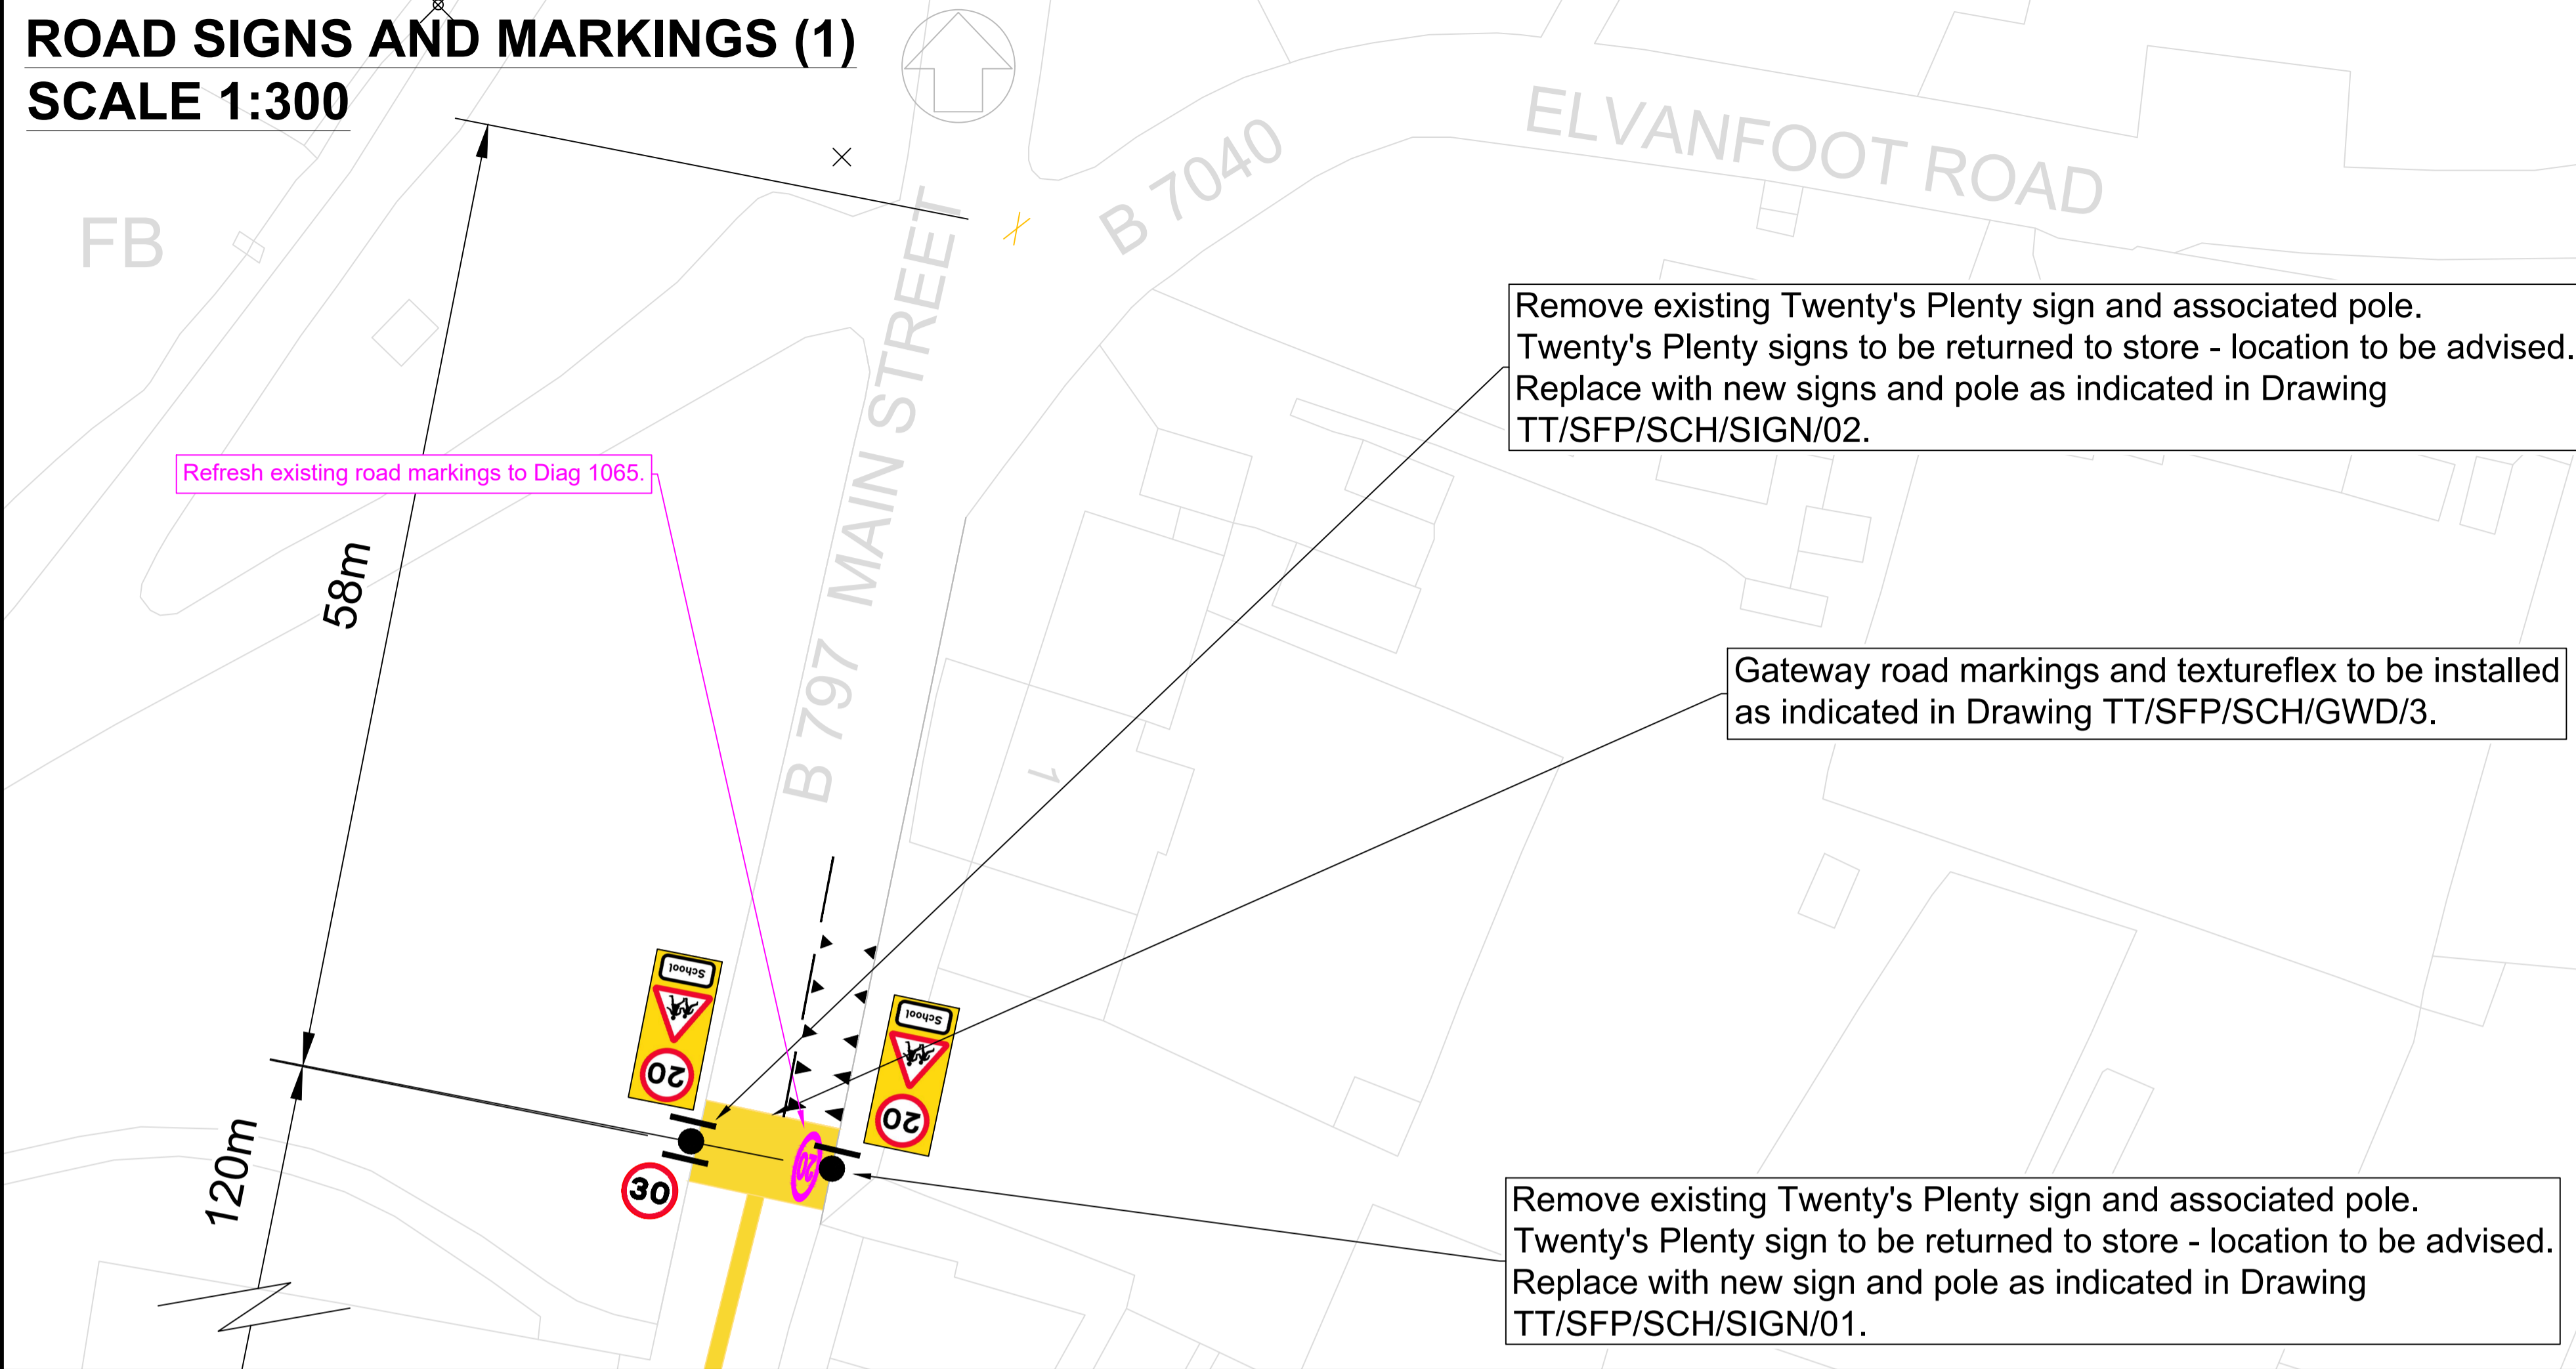 ROAD SIGNS AND MARKINGS (1)
SCALE 1:300
FB
B 7040
ELVANFOOT ROAD
B 797 MAIN STREET
Remove existing Twenty's Plenty sign and associated pole.
Twenty's Plenty signs to be returned to store - location to be advised.
Replace with new signs and pole as indicated in Drawing
TT/SFP/SCH/SIGN/02.
Refresh existing road markings to Diag 1065.
58m
Gateway road markings and textureflex to be installed
as indicated in Drawing TT/SFP/SCH/GWD/3.
1
School
20
School
20
20
30
120m
Remove existing Twenty's Plenty sign and associated pole.
Twenty's Plenty sign to be returned to store - location to be advised.
Replace with new sign and pole as indicated in Drawing
TT/SFP/SCH/SIGN/01.